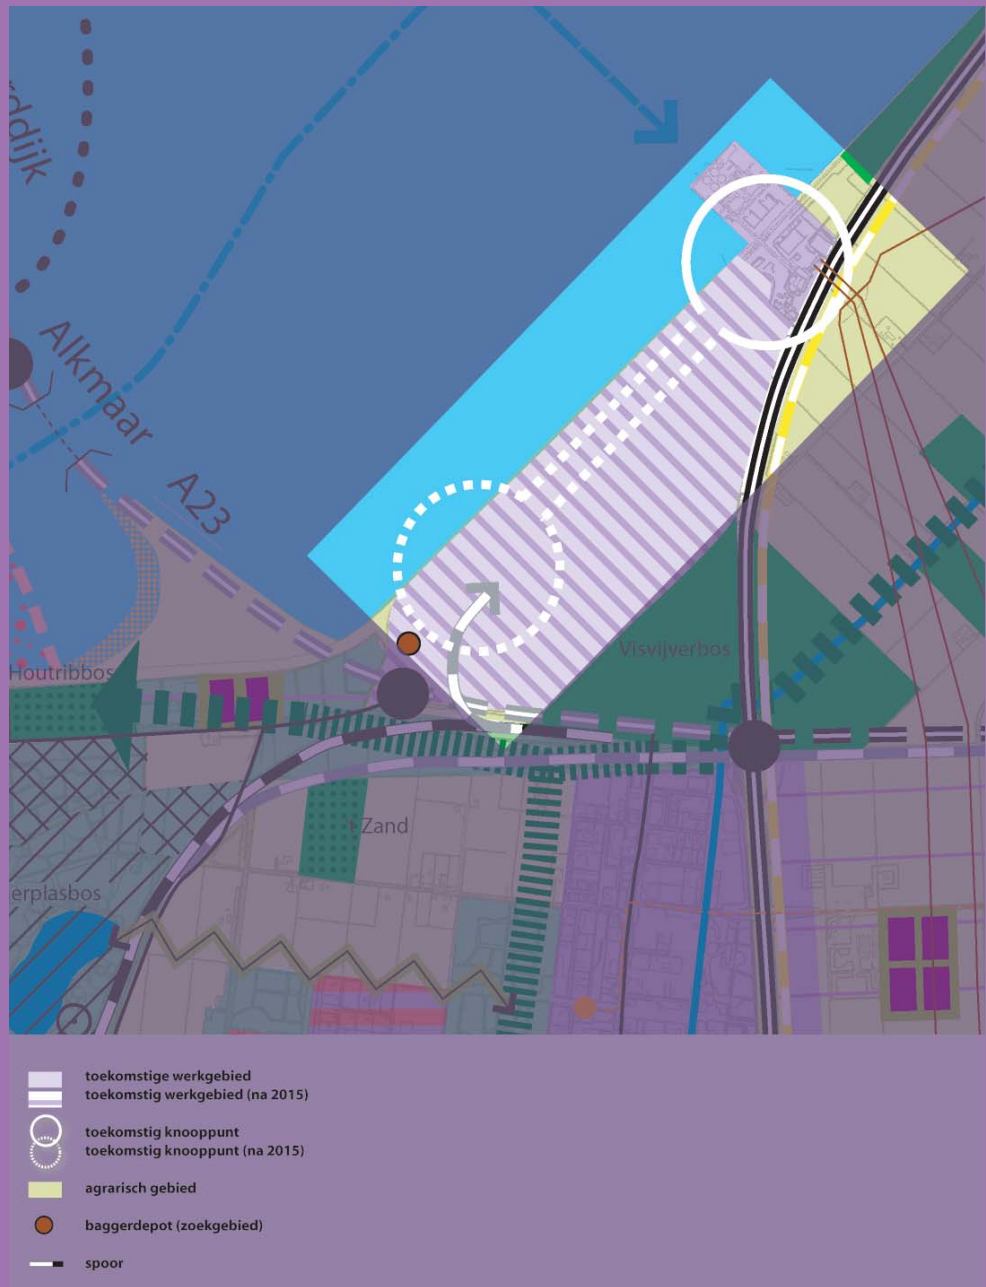 Alkmaar
A23
Houtribbos
Visvijverbos
't Zand
erplasbos
toekomstige werkgebied
toekomstig werkgebied (na 2015)
toekomstig knooppunt
toekomstig knooppunt (na 2015)
agrarisch gebied
baggerdepot (zoekgebied)
spoor